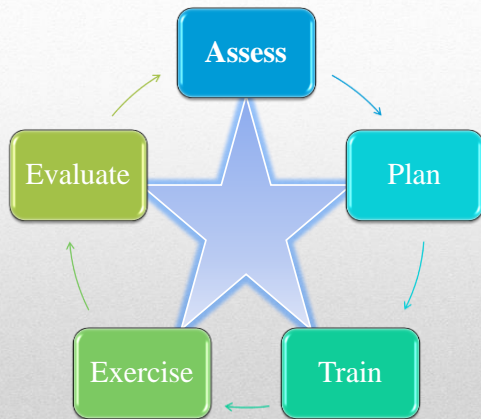 Assess
Plan
Train
Exercise
Evaluate